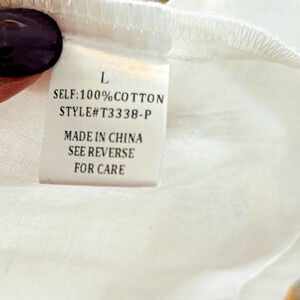 L
SELF:100%COTTON
STYLE#T3338-P
MADE IN CHINA
SEE REVERSE
FOR CARE